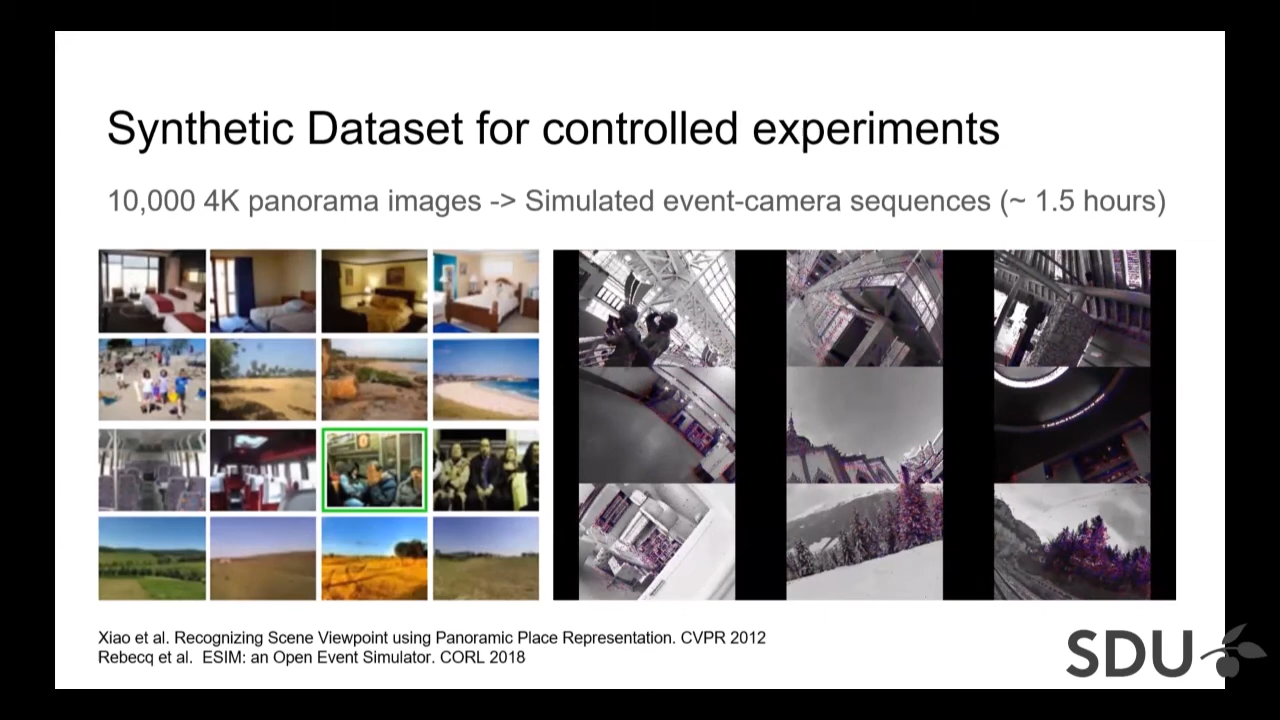 Synthetic Dataset for controlled experiments
10,000 4K panorama images -> Simulated event-camera sequences (~ 1.5 hours)
Xiao et al. Recognizing Scene Viewpoint using Panoramic Place Representation. CVPR 2012
Rebecq et al.  ESIM: an Open Event Simulator. CORL 2018
SDU